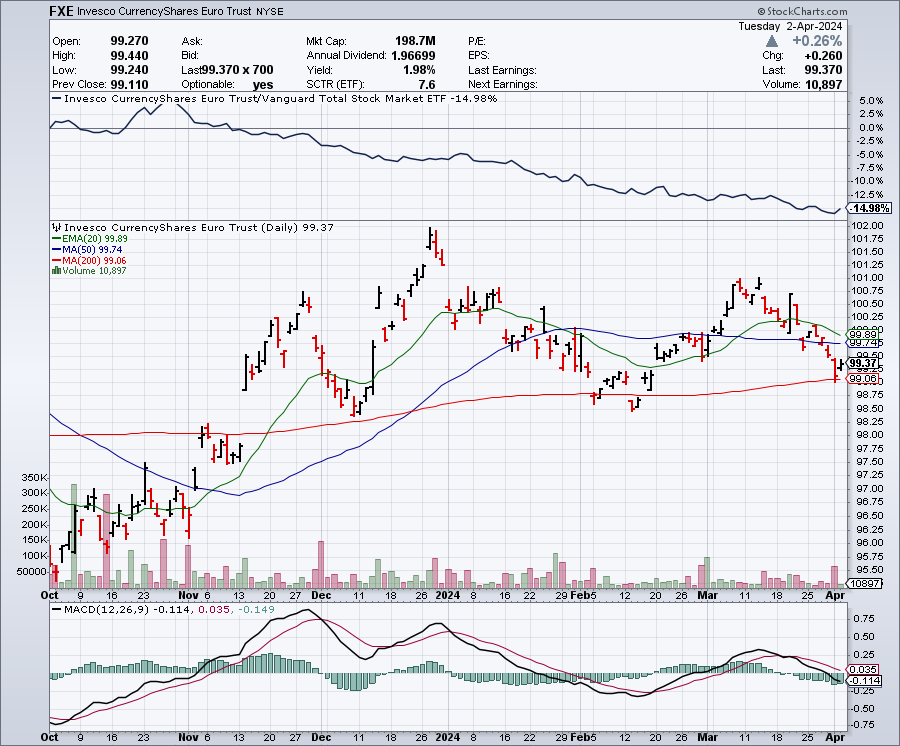 FXE Invesco CurrencyShares Euro Trust NYSE
© StockCharts.com
Tuesday 2-Apr-2024
Open: 99.270 Ask: Mkt Cap: 198.7M P/E: ▲ +0.26%
High: 99.440 Bid: Annual Dividend: 1.96699 EPS: Chg: +0.260
Low: 99.240 Last 99.370 x 700 Yield: 1.98% Last Earnings: Last: 99.370
Prev Close: 99.110 Optionable: yes SCTR (ETF): 7.6 Next Earnings: Volume: 10,897
Invesco CurrencyShares Euro Trust/Vanguard Total Stock Market ETF -14.98%
5.0%
2.5%
0.0%
-2.5%
-5.0%
-7.5%
-10.0%
-12.5%
-14.98%
Invesco CurrencyShares Euro Trust (Daily) 99.37
EMA(20) 99.89
MA(50) 99.74
MA(200) 99.06
Volume 10,897
102.00
101.75
101.50
101.25
101.00
100.75
100.50
100.25
99.89
99.74
99.50
99.37
99.06
98.75
98.50
98.25
98.00
97.75
97.50
97.25
97.00
96.75
96.50
96.25
96.00
95.75
95.50
350K
300K
250K
200K
150K
100K
50000
10897
Oct 9 16 23 Nov 6 13 20 27 Dec 11 18 26 2024 8 16 22 29 Feb 5 12 20 26 Mar 11 18 25 Apr
MACD(12,26,9) -0.114, 0.035, -0.149
0.75
0.50
0.25
0.035
-0.114
-0.25
-0.50
-0.75
Oct 9 16 23 Nov 6 13 20 27 Dec 11 18 26 2024 8 16 22 29 Feb 5 12 20 26 Mar 11 18 25 Apr